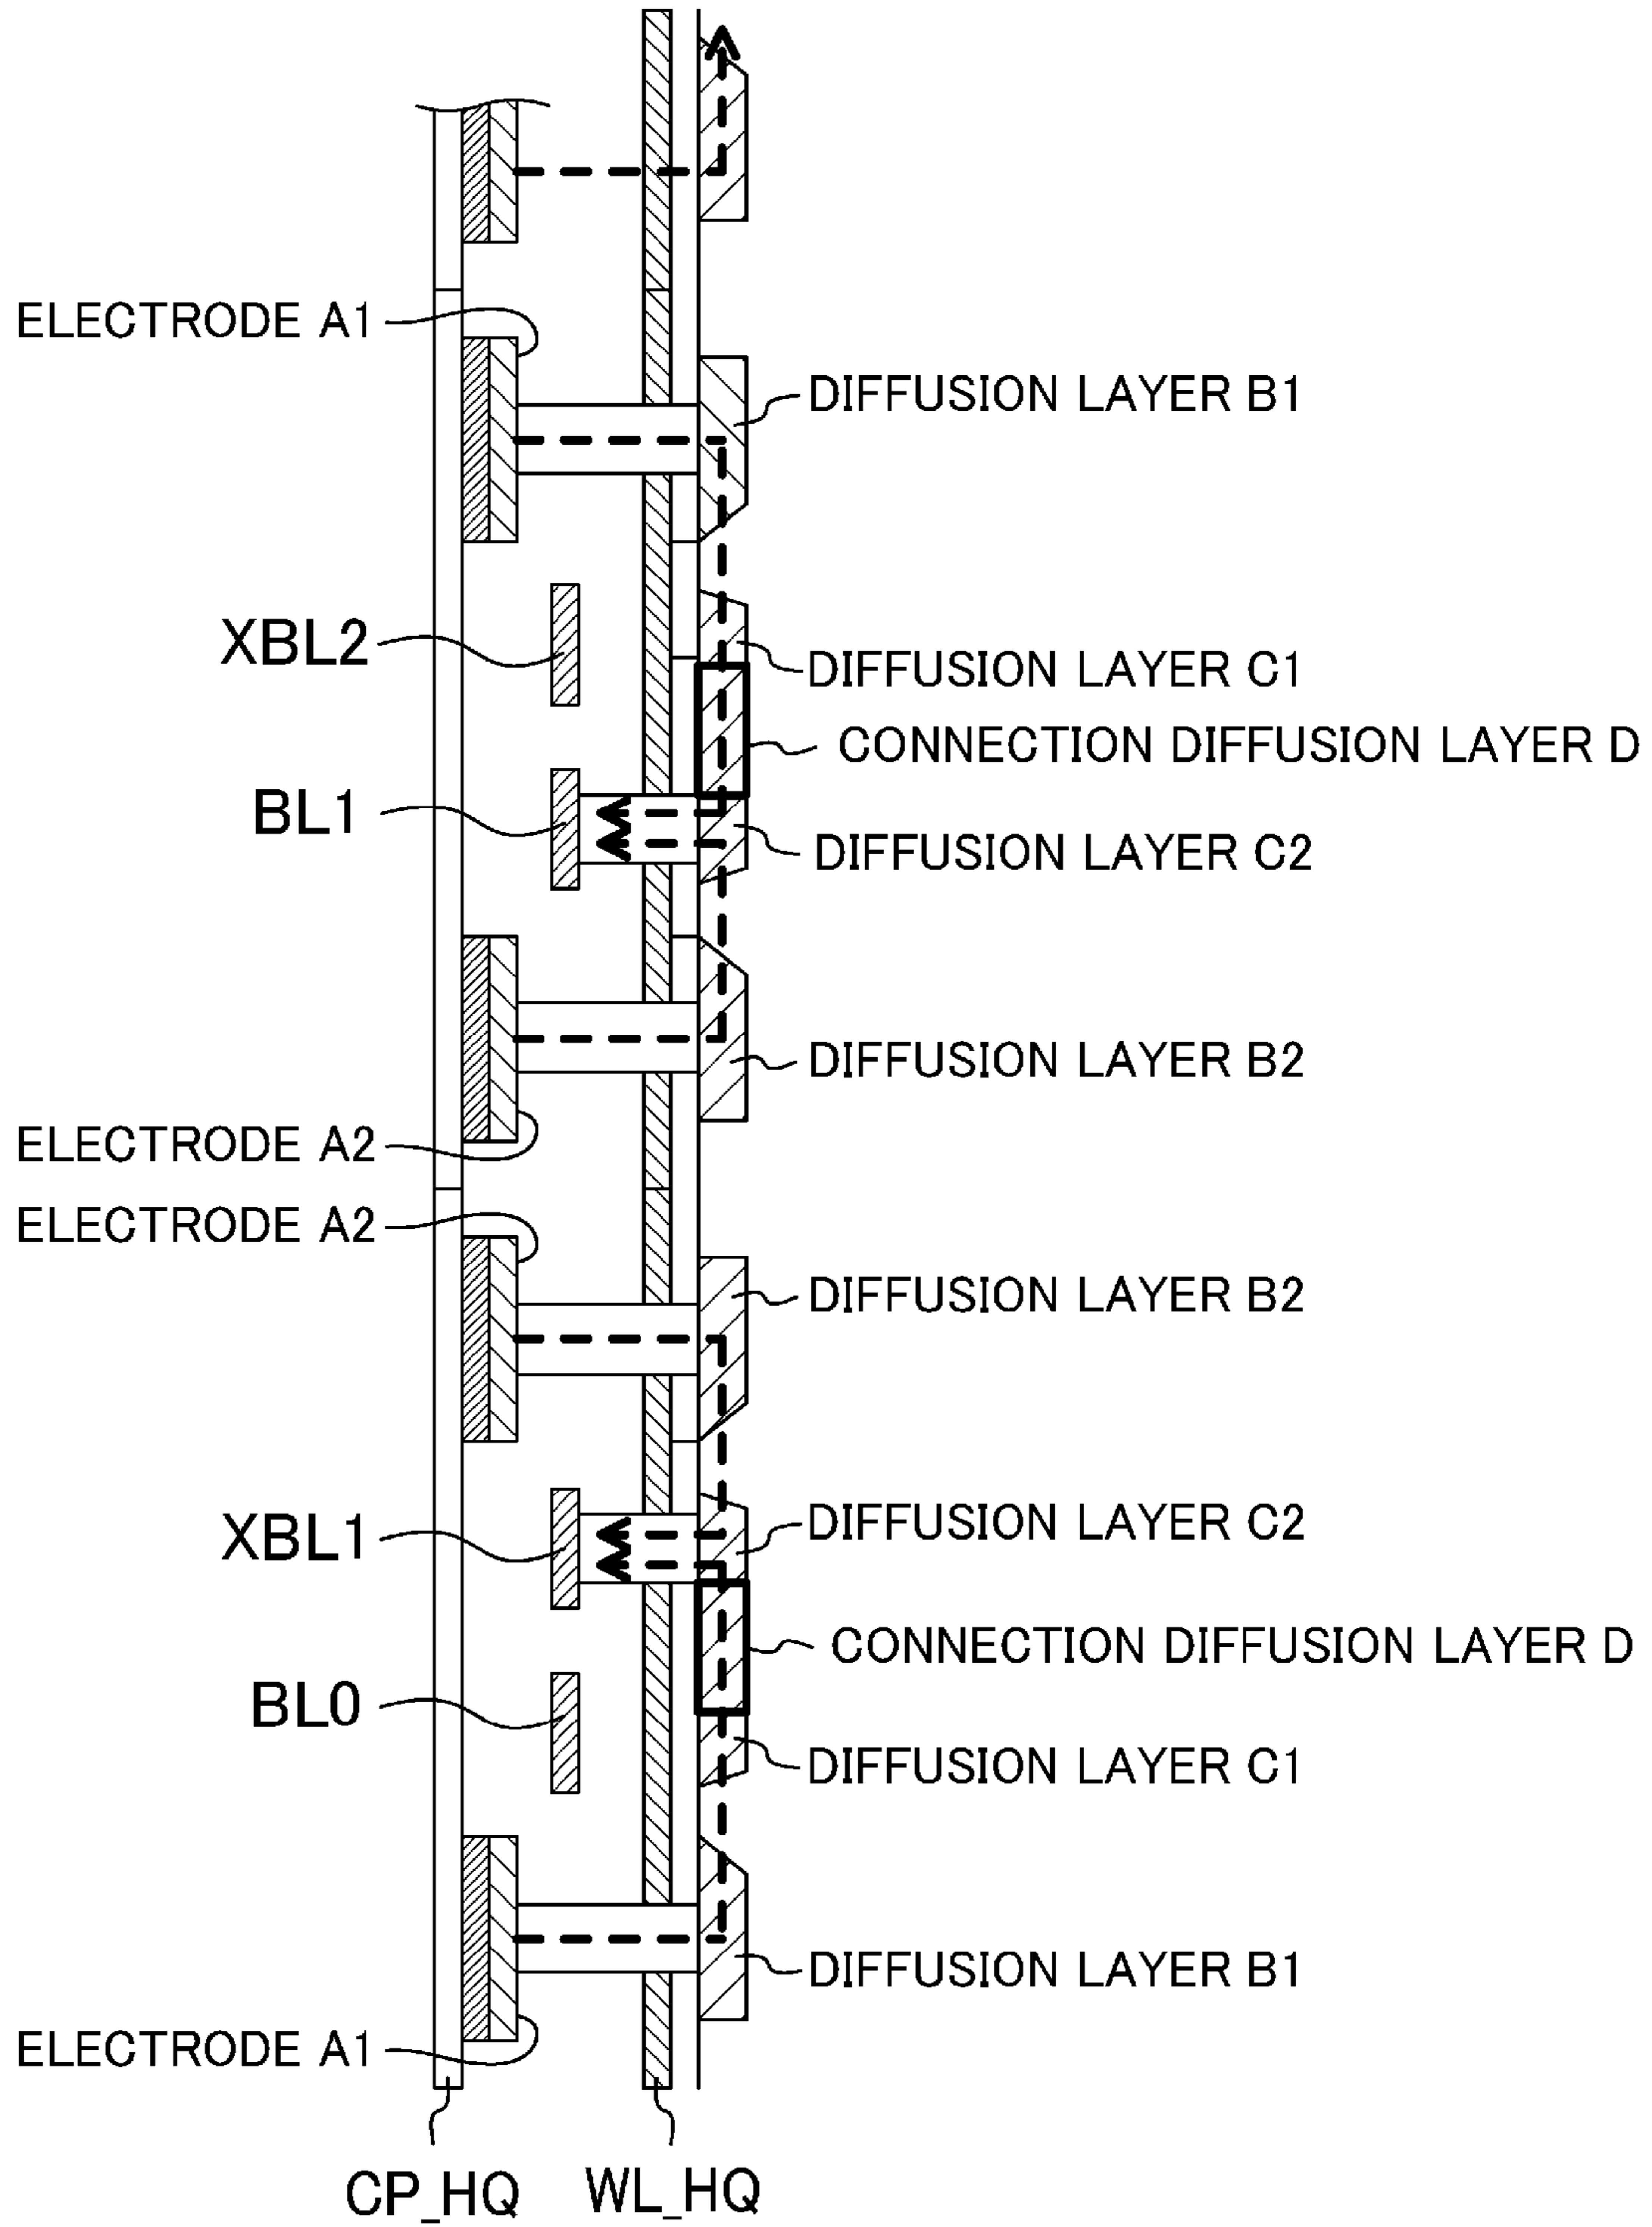 ELECTRODE A1
DIFFUSION LAYER B1
XBL2
DIFFUSION LAYER C1
CONNECTION DIFFUSION LAYER D
BL1
DIFFUSION LAYER C2
DIFFUSION LAYER B2
ELECTRODE A2
ELECTRODE A2
DIFFUSION LAYER B2
XBL1
DIFFUSION LAYER C2
CONNECTION DIFFUSION LAYER D
BL0
DIFFUSION LAYER C1
DIFFUSION LAYER B1
ELECTRODE A1
CP_HQ
WL_HQ